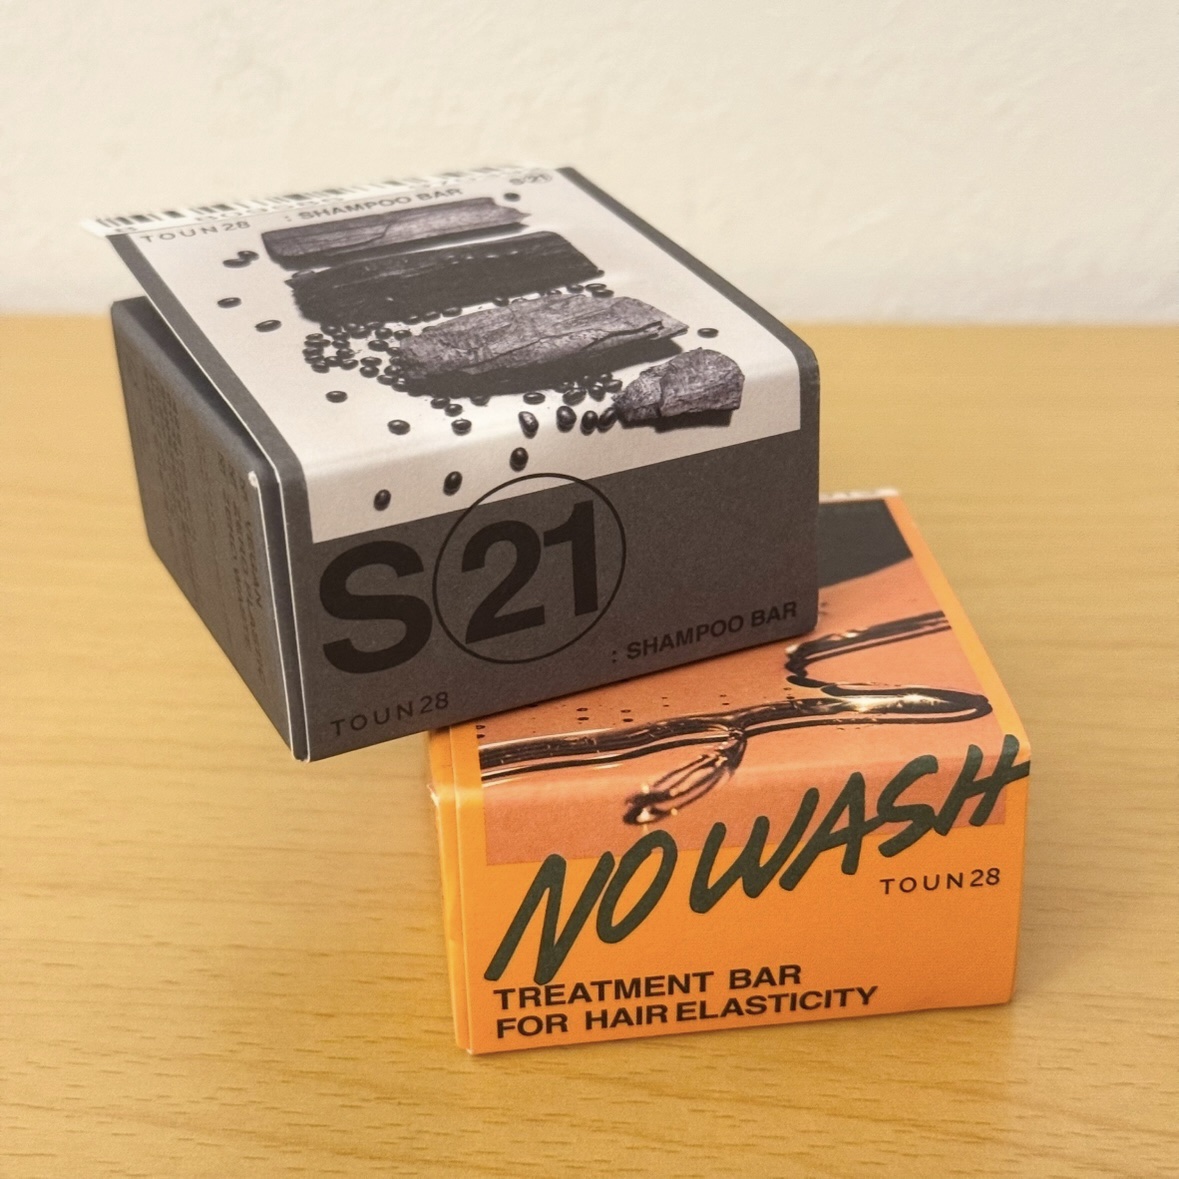 TOUN28
: SHAMPOO BAR
S21
S21
: SHAMPOO BAR
TOUN28
NO WASH
TOUN28
TREATMENT BAR
FOR HAIR ELASTICITY